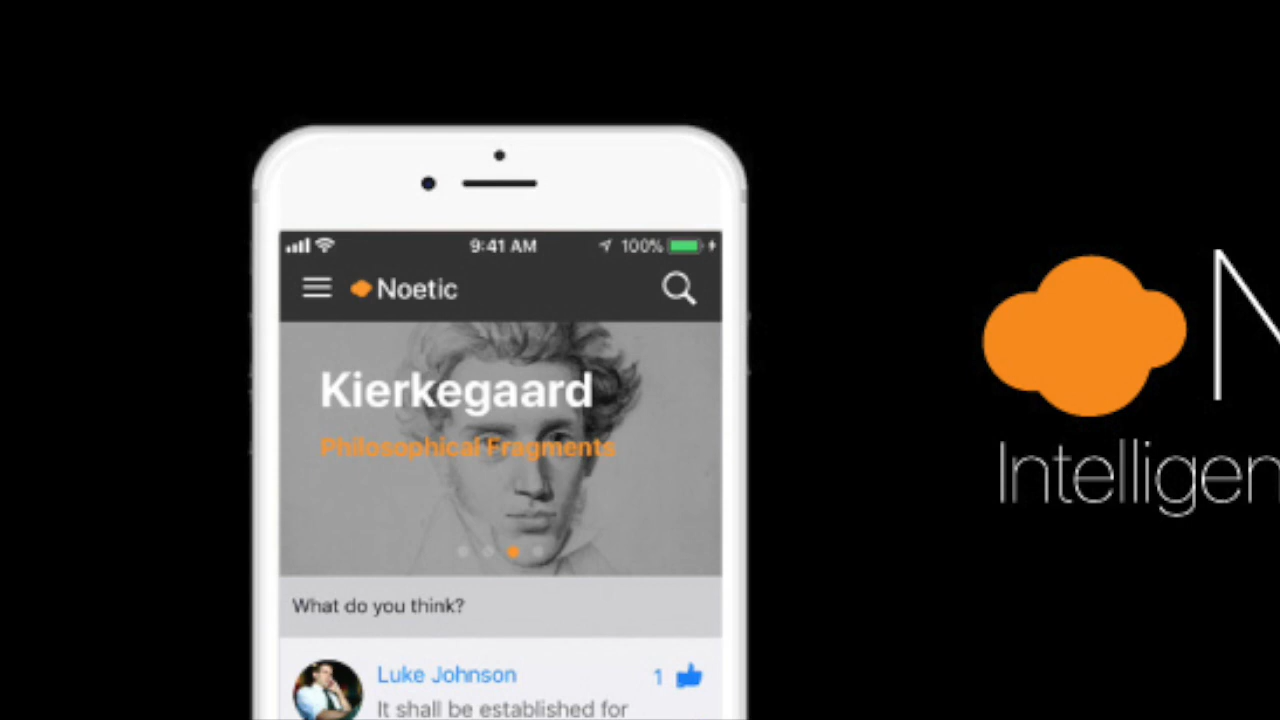 9:41 AM 100%
Noetic
Kierkegaard
Philosophical Fragments
What do you think?
Luke Johnson 1
It shall be established for
N
Intelligen